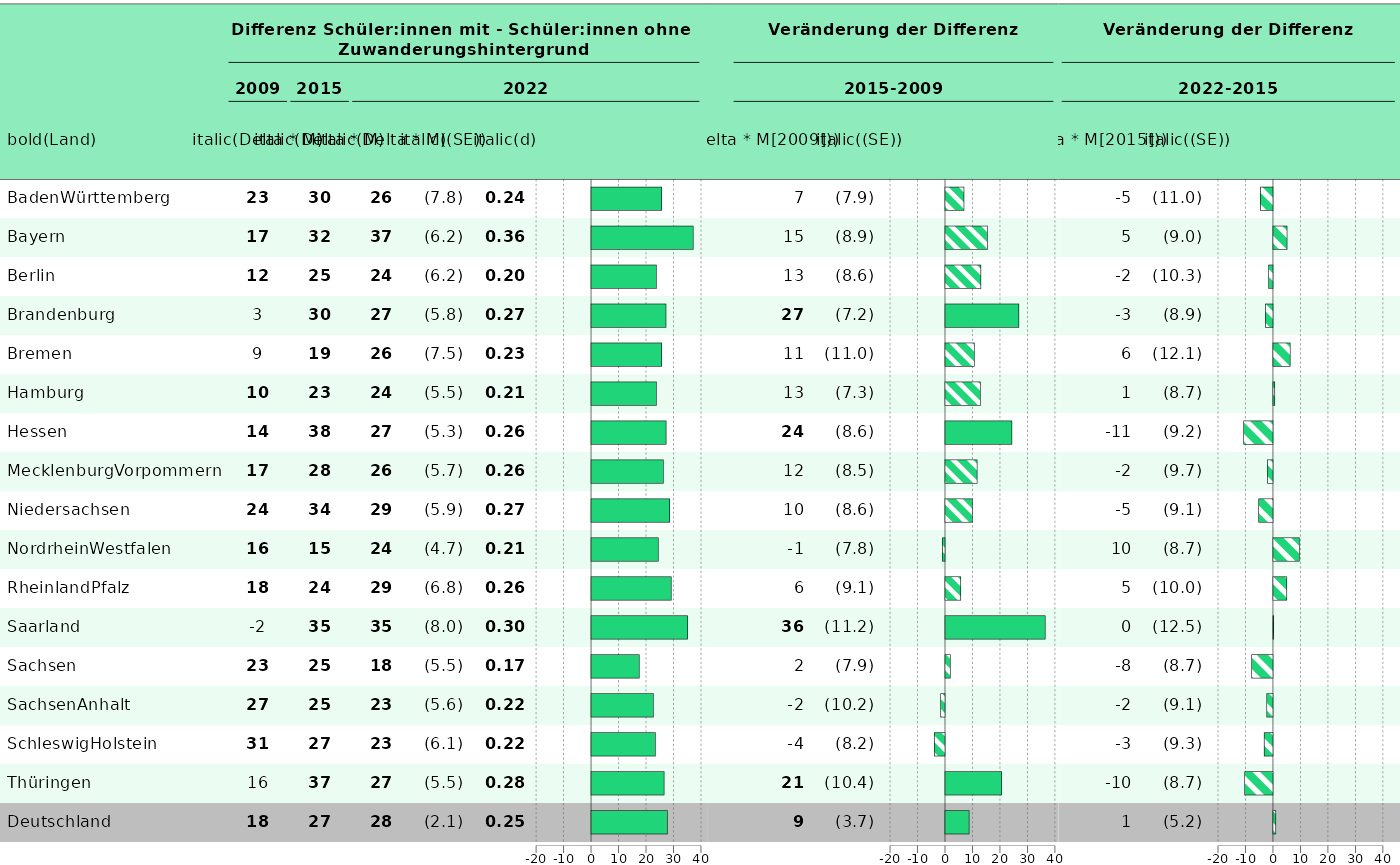 Differenz Schüler:innen mit - Schüler:innen ohne
Zuwanderungshintergrund
Veränderung der Differenz
Veränderung der Differenz
2009 2015 2022 2015-2009 2022-2015
bold(Land) italic((SE)) italic(d) elta * M[2009])) italic((SE)) a * M[2015])) italic((SE))
BadenWürttemberg 23 30 26 (7.8) 0.24 7 (7.9) -5 (11.0)
Bayern 17 32 37 (6.2) 0.36 15 (8.9) 5 (9.0)
Berlin 12 25 24 (6.2) 0.20 13 (8.6) -2 (10.3)
Brandenburg 3 30 27 (5.8) 0.27 27 (7.2) -3 (8.9)
Bremen 9 19 26 (7.5) 0.23 11 (11.0) 6 (12.1)
Hamburg 10 23 24 (5.5) 0.21 13 (7.3) 1 (8.7)
Hessen 14 38 27 (5.3) 0.26 24 (8.6) -11 (9.2)
MecklenburgVorpommern 17 28 26 (5.7) 0.26 12 (8.5) -2 (9.7)
Niedersachsen 24 34 29 (5.9) 0.27 10 (8.6) -5 (9.1)
NordrheinWestfalen 16 15 24 (4.7) 0.21 -1 (7.8) 10 (8.7)
RheinlandPfalz 18 24 29 (6.8) 0.26 6 (9.1) 5 (10.0)
Saarland -2 35 35 (8.0) 0.30 36 (11.2) 0 (12.5)
Sachsen 23 25 18 (5.5) 0.17 2 (7.9) -8 (8.7)
SachsenAnhalt 27 25 23 (5.6) 0.22 -2 (10.2) -2 (9.1)
SchleswigHolstein 31 27 23 (6.1) 0.22 -4 (8.2) -3 (9.3)
Thüringen 16 37 27 (5.5) 0.28 21 (10.4) -10 (8.7)
Deutschland 18 27 28 (2.1) 0.25 9 (3.7) 1 (5.2)
-20 -10 0 10 20 30 40 -20 -10 0 10 20 30 40 -20 -10 0 10 20 30 40